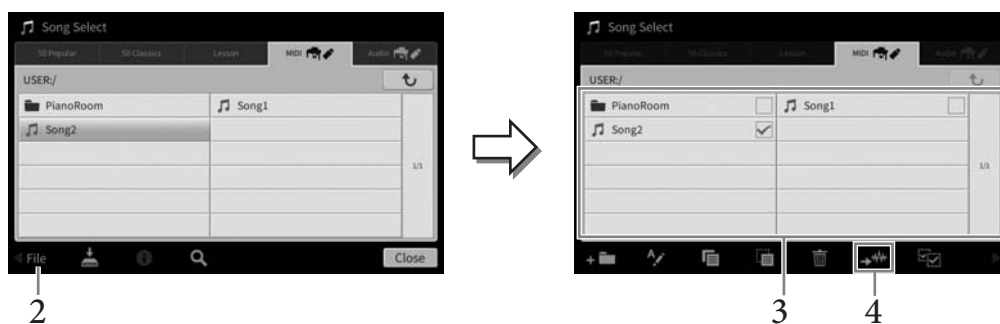 Song Select
50 Popular 50 Classics Lesson MIDI Audio
USER:/
PianoRoom Song1
Song2
1/1
File Close
2
Song Select
50 Popular 50 Classics Lesson MIDI Audio
USER:/
PianoRoom Song1
Song2
1/1
3 4